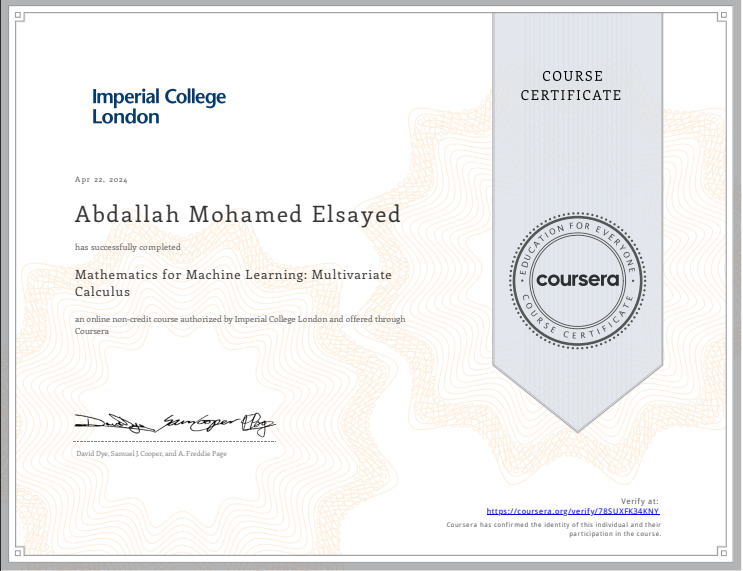 COURSE
CERTIFICATE
Imperial College
London
Apr 22, 2024
Abdallah Mohamed Elsayed
has successfully completed
Mathematics for Machine Learning: Multivariate
Calculus
an online non-credit course authorized by Imperial College London and offered through
Coursera
EDUCATION FOR EVERYONE
coursera
COURSE CERTIFICATE
David Dye, Samuel J. Cooper, and A. Freddie Page
Verify at:
https://coursera.org/verify/78SUXFK34KNY
Coursera has confirmed the identity of this individual and their
participation in the course.